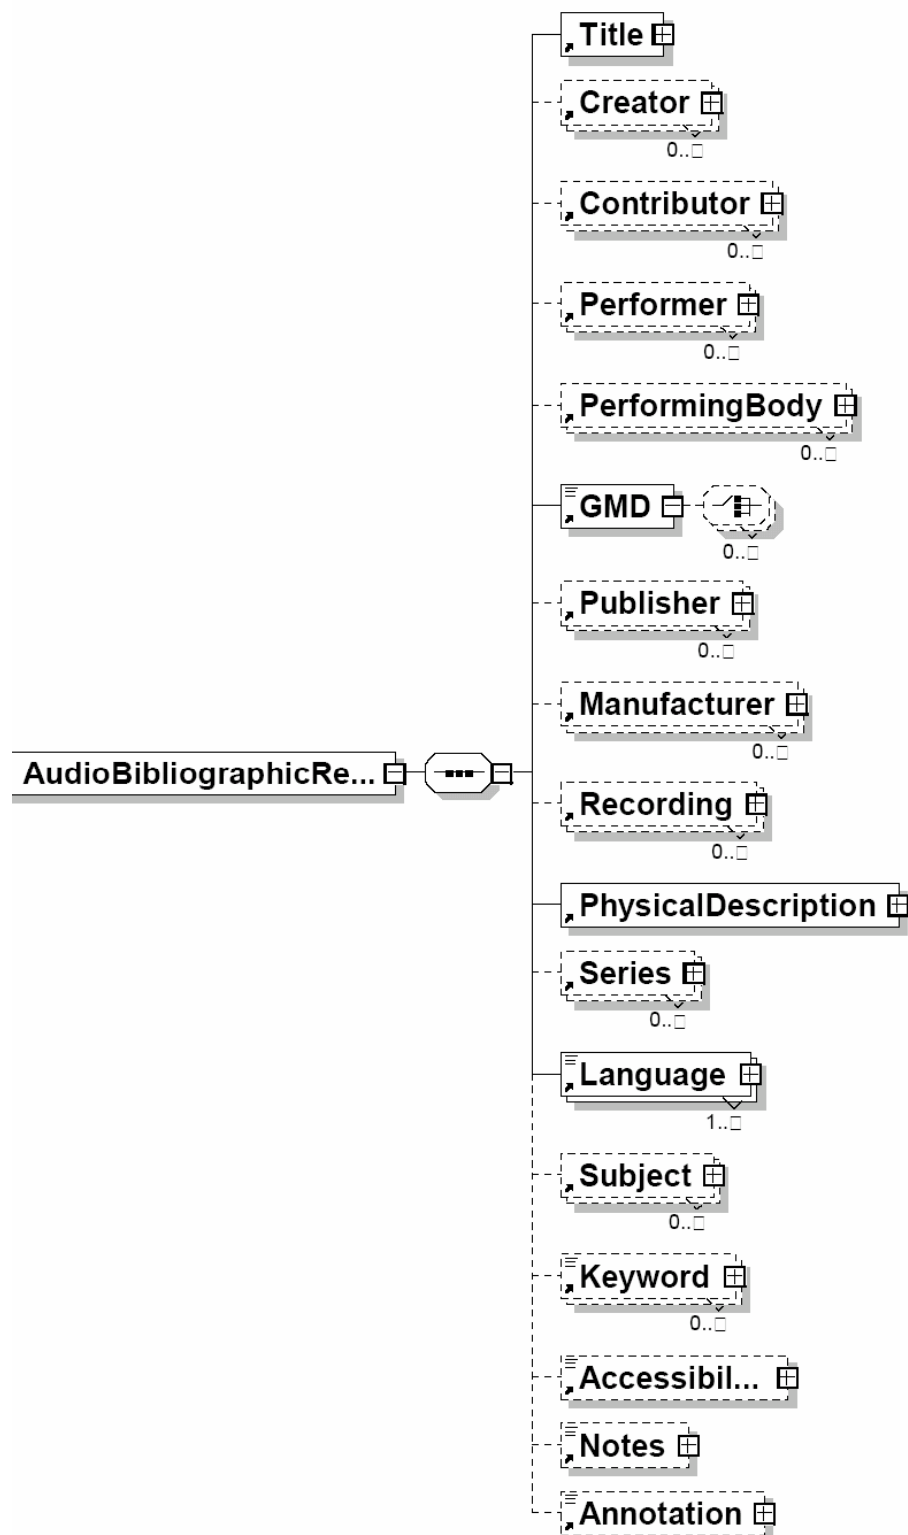 Title
Creator
0..□
Contributor
0..□
Performer
0..□
PerformingBody
0..□
GMD
0..□
Publisher
0..□
Manufacturer
0..□
AudioBibliographicRe...
Recording
0..□
PhysicalDescription
Series
0..□
Language
1..□
Subject
0..□
Keyword
0..□
Accessibil...
Notes
Annotation